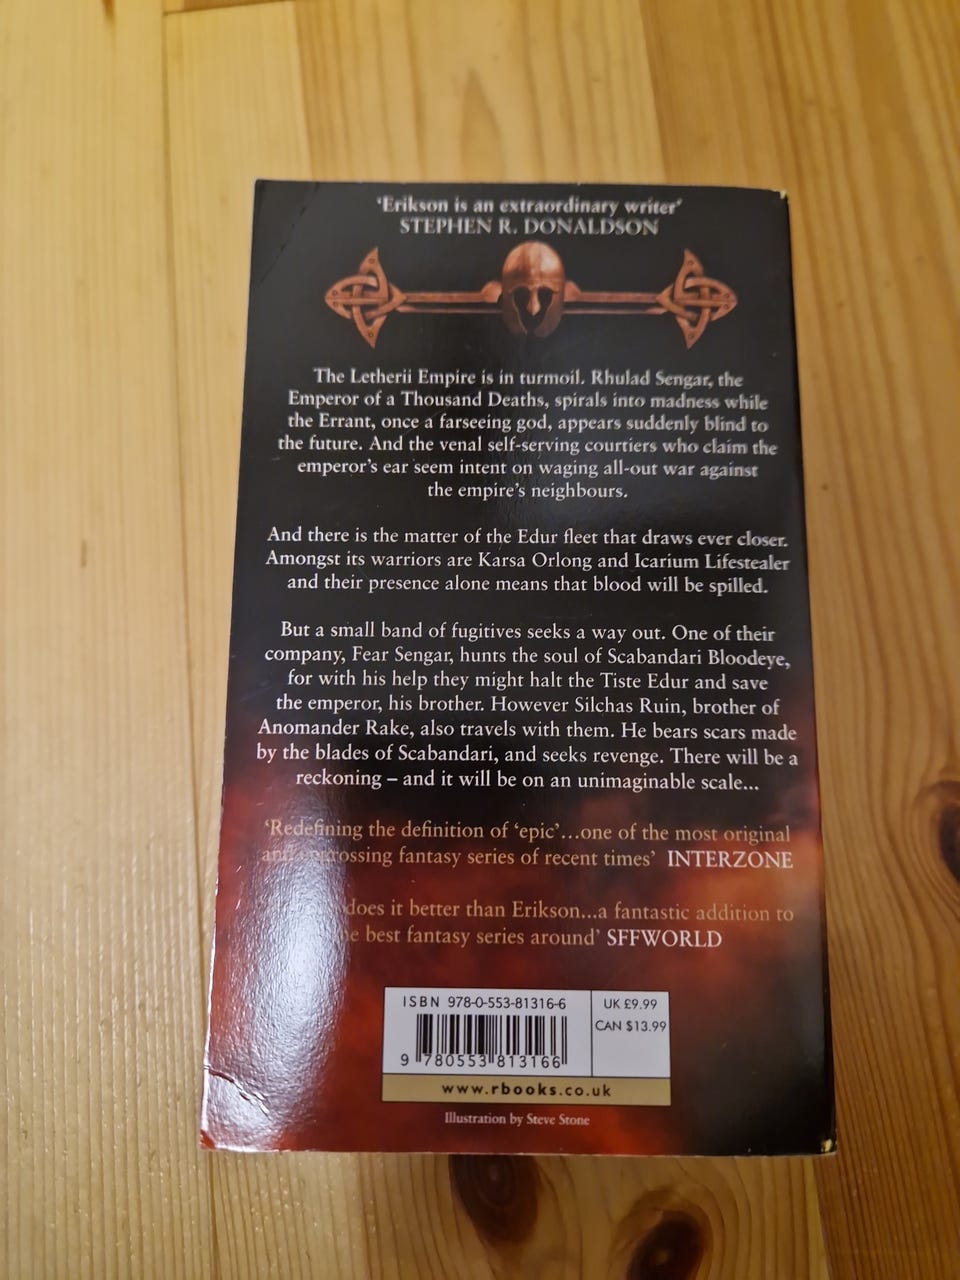 'Erikson is an extraordinary writer'
STEPHEN R. DONALDSON
The Letherii Empire is in turmoil. Rhulad Sengar, the
Emperor of a Thousand Deaths, spirals into madness while
the Errant, once a farseeing god, appears suddenly blind to
the future. And the venal self-serving courtiers who claim the
emperor's ear seem intent on waging all-out war against
the empire's neighbours.
And there is the matter of the Edur fleet that draws ever closer.
Amongst its warriors are Karsa Orlong and Icarium Lifestealer
and their presence alone means that blood will be spilled.
But a small band of fugitives seeks a way out. One of their
company, Fear Sengar, hunts the soul of Scabandari Bloodeye,
for with his help they might halt the Tiste Edur and save
the emperor, his brother. However Silchas Ruin, brother of
Anomander Rake, also travels with them. He bears scars made
by the blades of Scabandari, and seeks revenge. There will be a
reckoning – and it will be on an unimaginable scale...
'Redefining the definition of 'epic'...one of the most original
and engrossing fantasy series of recent times' INTERZONE
does it better than Erikson...a fantastic addition to
best fantasy series around' SFFWORLD
ISBN 978-0-553-81316-6
UK £9.99
CAN $13.99
9 780553 813166
www.rbooks.co.uk
Illustration by Steve Stone